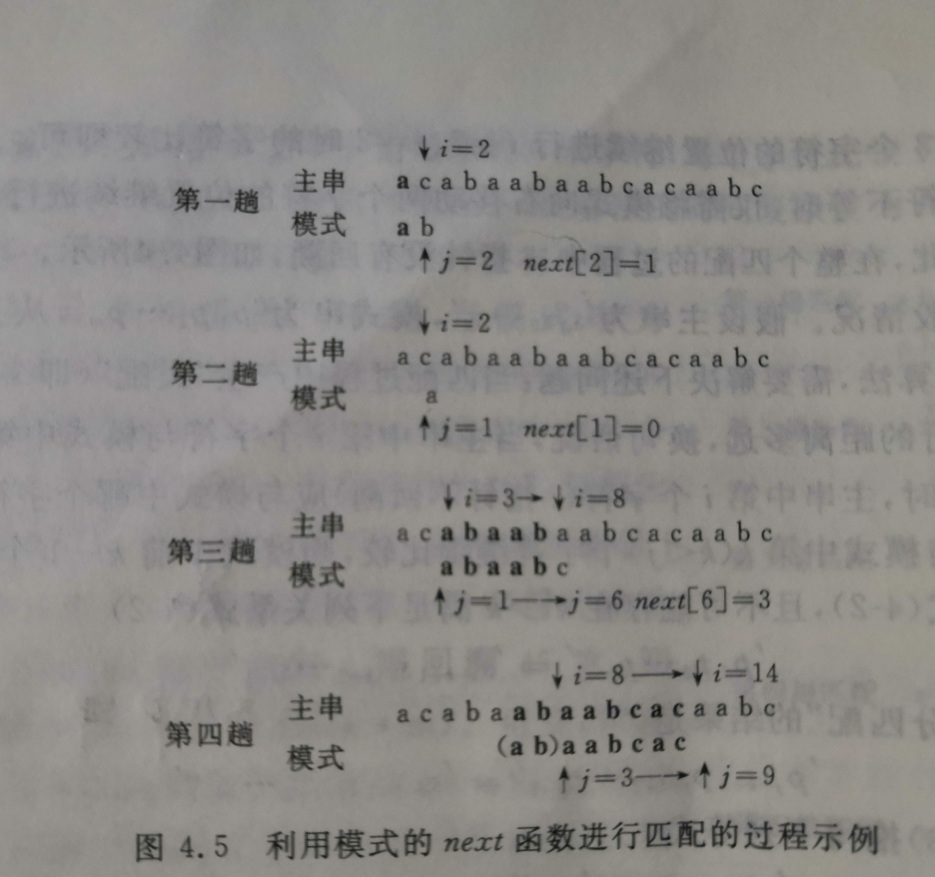 ↓i=2
第一趟 主串 a c a b a a b a a b c a c a a b c
模式 a b
↑j=2 next[2]=1
↓i=2
第二趟 主串 a c a b a a b a a b c a c a a b c
模式 a
↑j=1 next[1]=0
↓i=3→↓i=8
第三趟 主串 a c a b a a b a a b c a c a a b c
模式 a b a a b c
↑j=1→j=6 next[6]=3
↓i=8→↓i=14
第四趟 主串 a c a b a a b a a b c a c a a b c
模式 (a b)a a b c a c
↑j=3→↑j=9
图 4.5 利用模式的 next 函数进行匹配的过程示例